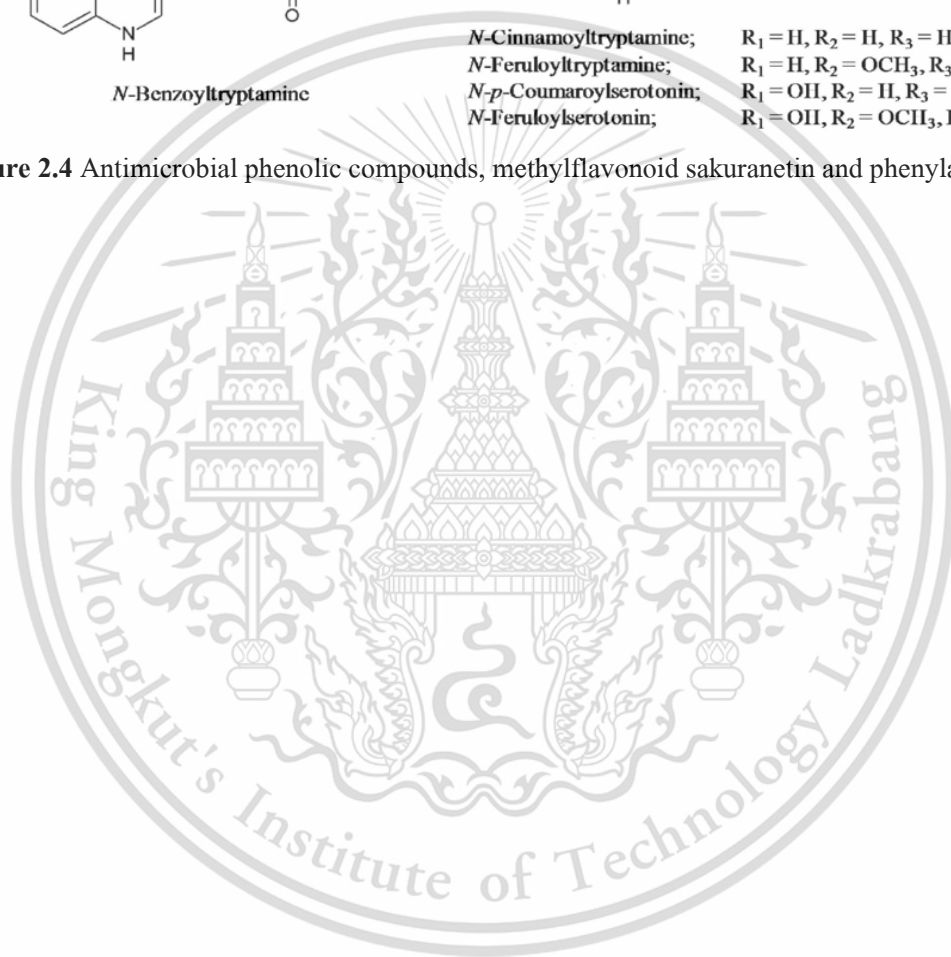 O
N
H
N-Benzoyltryptamine
N-Cinnamoyltryptamine; R₁ = H, R₂ = H, R₃ = H
N-Feruloyltryptamine; R₁ = H, R₂ = OCH₃, R₃
N-p-Coumaroylserotonin; R₁ = OH, R₂ = H, R₃ =
N-Feruloylserotonin; R₁ = OH, R₂ = OCH₃,
ure 2.4 Antimicrobial phenolic compounds, methylflavonoid sakuranetin and phenyla
King Mongkut's Institute of Technology Ladkrabang